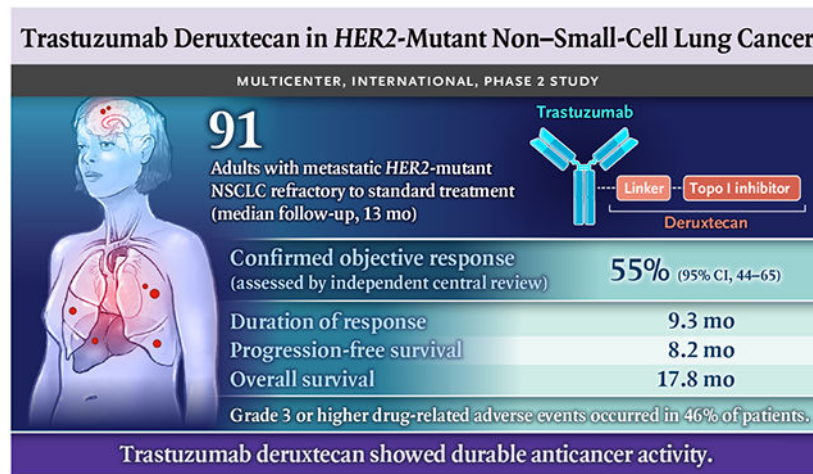 Trastuzumab Deruxtecan in HER2-Mutant Non–Small-Cell Lung Cancer
MULTICENTER, INTERNATIONAL, PHASE 2 STUDY
91
Adults with metastatic HER2-mutant
NSCLC refractory to standard treatment
(median follow-up, 13 mo)
Trastuzumab
Linker
Topo I inhibitor
Deruxtecan
Confirmed objective response
(assessed by independent central review)
55% (95% CI, 44–65)
Duration of response 9.3 mo
Progression-free survival 8.2 mo
Overall survival 17.8 mo
Grade 3 or higher drug-related adverse events occurred in 46% of patients.
Trastuzumab deruxtecan showed durable anticancer activity.